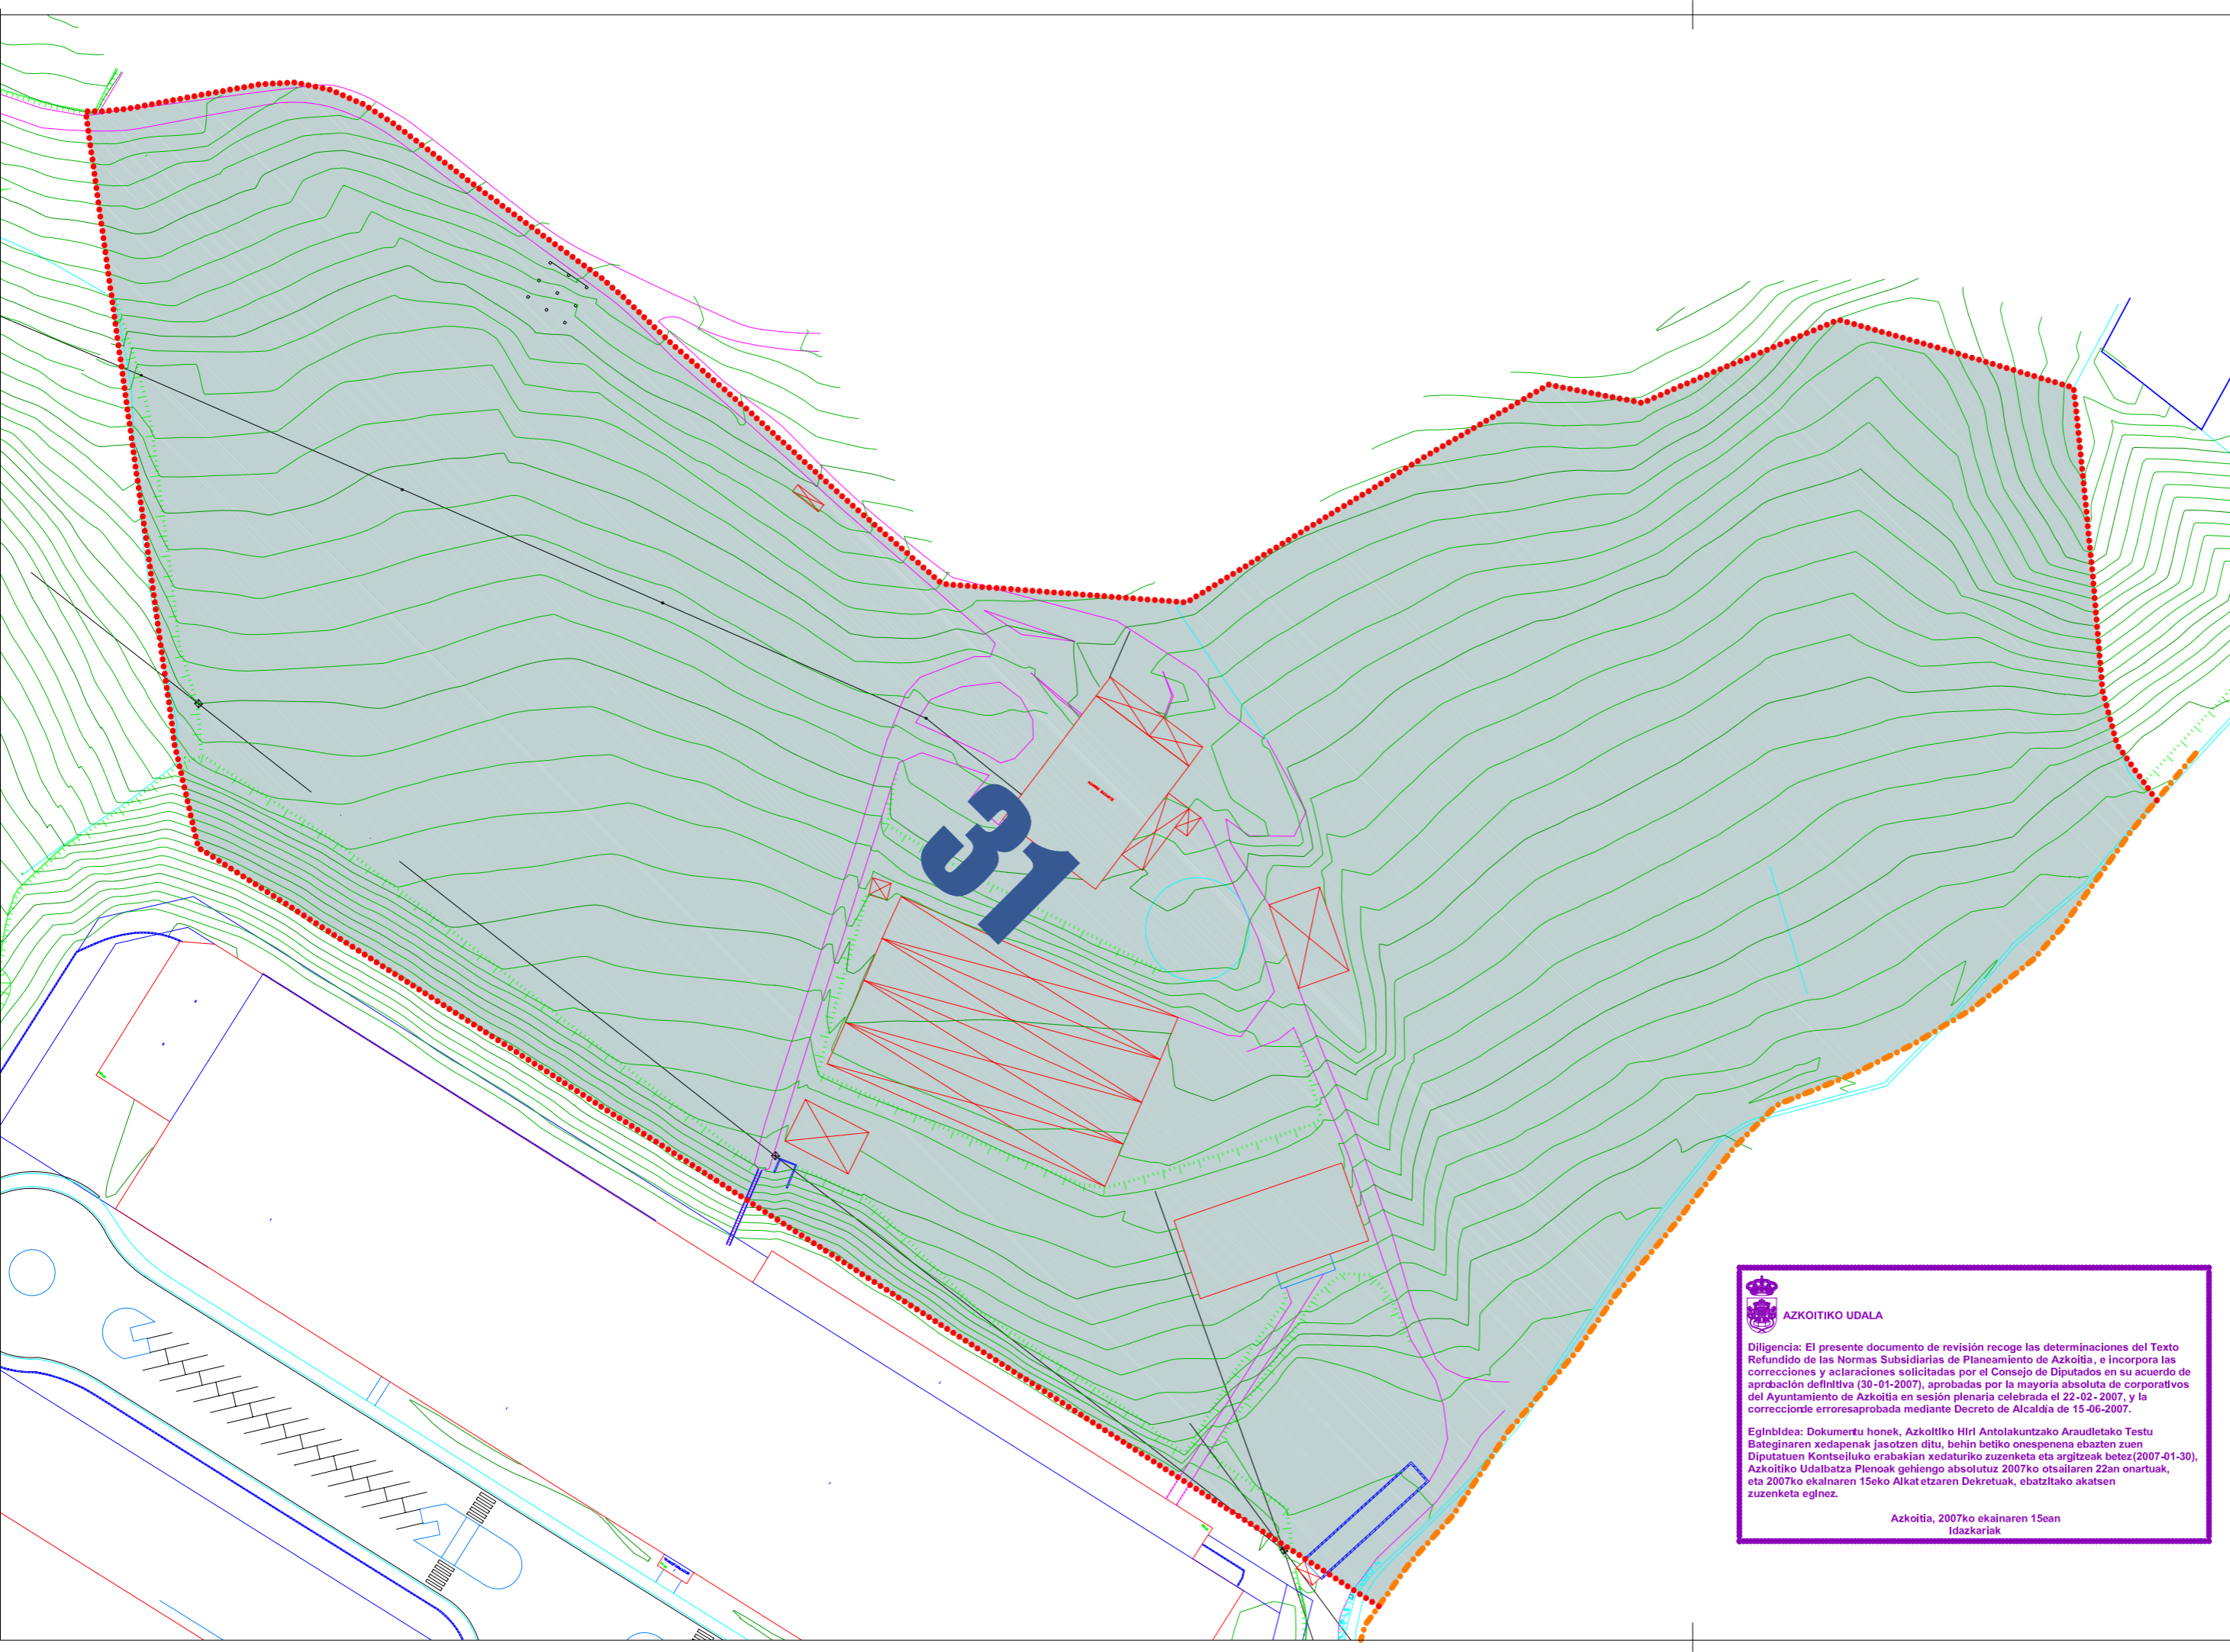 31
AZKOITIKO UDALA
Diligencia: El presente documento de revisión recoge las determinaciones del Texto
Refundido de las Normas Subsidiarias de Planeamiento de Azkoitia, e incorpora las
correcciones y aclaraciones solicitadas por el Consejo de Diputados en su acuerdo de
aprobación definitiva (30-01-2007), aprobadas por la mayoría absoluta de corporativos
del Ayuntamiento de Azkoitia en sesión plenaria celebrada el 22-02-2007, y la
correccionde erroresaprobada mediante Decreto de Alcaldía de 15-06-2007.
Eginbidea: Dokumentu honek, Azkoitiko Hiri Antolakuntzako Araudietako Testu
Bateginaren xedapenak jasotzen ditu, behin betiko onespenena ebazten zuen
Diputatuen Kontseiluko erabakian xedaturiko zuzenketa eta argitzeak betez(2007-01-30),
Azkoitiko Udalbatza Plenoak gehiengo absolutuz 2007ko otsailaren 22an onartuak,
eta 2007ko ekainaren 15eko Alkatetzaren Dekretuak, ebatzitako akatsen
zuzenketa eginez.
Azkoitia, 2007ko ekainaren 15ean
Idazkariak